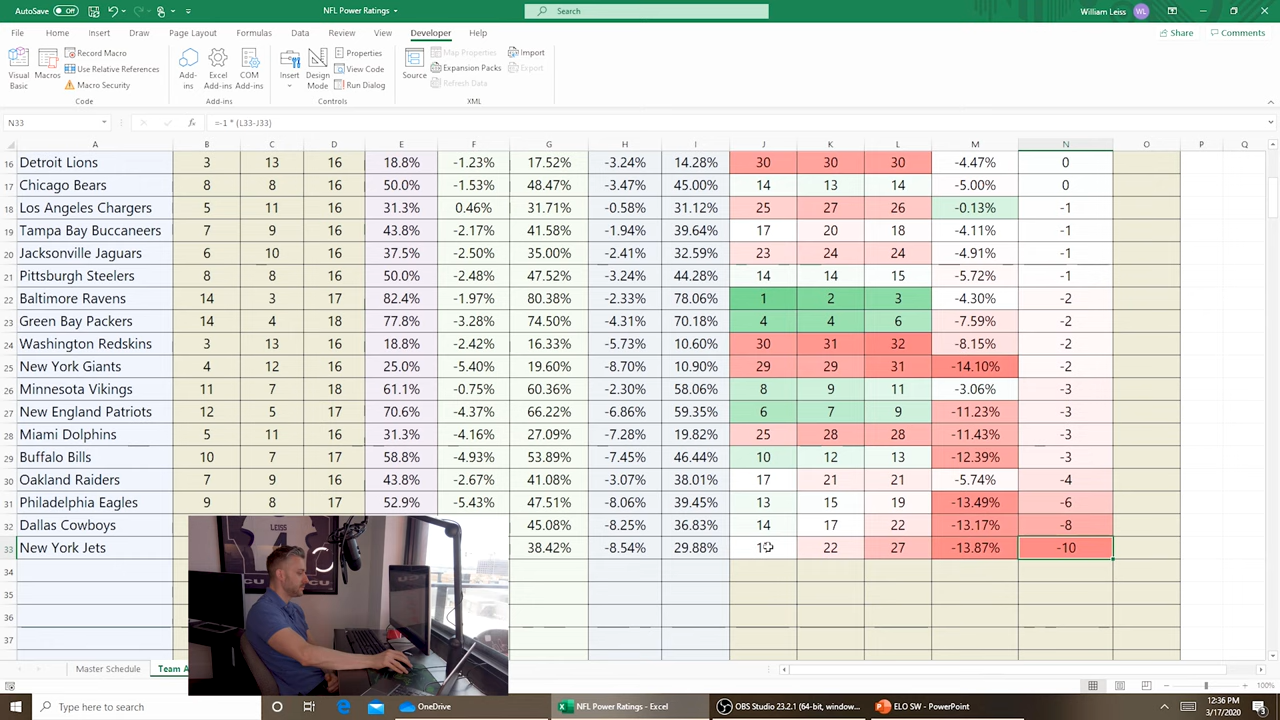 AutoSave Off
NFL Power Ratings
Search
William Leiss WL
File Home Insert Draw Page Layout Formulas Data Review View Developer Help Share Comments
Visual Basic
Macros
Record Macro
Use Relative References
Macro Security
Code
Add-ins
Excel Add-ins
COM Add-ins
Add-ins
Insert
Design Mode
Properties
View Code
Run Dialog
Controls
Source
Map Properties
Expansion Packs
Refresh Data
Import
Export
XML
N33 fx =-1 * (L33-J33)
A B C D E F G H I J K L M N O P Q
16 Detroit Lions 3 13 16 18.8% -1.23% 17.52% -3.24% 14.28% 30 30 30 -4.47% 0
17 Chicago Bears 8 8 16 50.0% -1.53% 48.47% -3.47% 45.00% 14 13 14 -5.00% 0
18 Los Angeles Chargers 5 11 16 31.3% 0.46% 31.71% -0.58% 31.12% 25 27 26 -0.13% -1
19 Tampa Bay Buccaneers 7 9 16 43.8% -2.17% 41.58% -1.94% 39.64% 17 20 18 -4.11% -1
20 Jacksonville Jaguars 6 10 16 37.5% -2.50% 35.00% -2.41% 32.59% 23 24 24 -4.91% -1
21 Pittsburgh Steelers 8 8 16 50.0% -2.48% 47.52% -3.24% 44.28% 14 14 15 -5.72% -1
22 Baltimore Ravens 14 3 17 82.4% -1.97% 80.38% -2.33% 78.06% 1 2 3 -4.30% -2
23 Green Bay Packers 14 4 18 77.8% -3.28% 74.50% -4.31% 70.18% 4 4 6 -7.59% -2
24 Washington Redskins 3 13 16 18.8% -2.42% 16.33% -5.73% 10.60% 30 31 32 -8.15% -2
25 New York Giants 4 12 16 25.0% -5.40% 19.60% -8.70% 10.90% 29 29 31 -14.10% -2
26 Minnesota Vikings 11 7 18 61.1% -0.75% 60.36% -2.30% 58.06% 8 9 11 -3.06% -3
27 New England Patriots 12 5 17 70.6% -4.37% 66.22% -6.86% 59.35% 6 7 9 -11.23% -3
28 Miami Dolphins 5 11 16 31.3% -4.16% 27.09% -7.28% 19.82% 25 28 28 -11.43% -3
29 Buffalo Bills 10 7 17 58.8% -4.93% 53.89% -7.45% 46.44% 10 12 13 -12.39% -3
30 Oakland Raiders 7 9 16 43.8% -2.67% 41.08% -3.07% 38.01% 17 21 21 -5.74% -4
31 Philadelphia Eagles 9 8 17 52.9% -5.43% 47.51% -8.06% 39.45% 13 15 19 -13.49% -6
32 Dallas Cowboys 45.08% -8.25% 36.83% 14 17 22 -13.17% -8
33 New York Jets 38.42% -8.54% 29.88% 22 27 -13.87% -10
34
35
36
37
LEISS
Master Schedule Team A
100%
Type here to search
OneDrive
NFL Power Ratings - Excel
OBS Studio 23.2.1 (64-bit, window...
ELO SW - PowerPoint
12:36 PM
3/17/2020